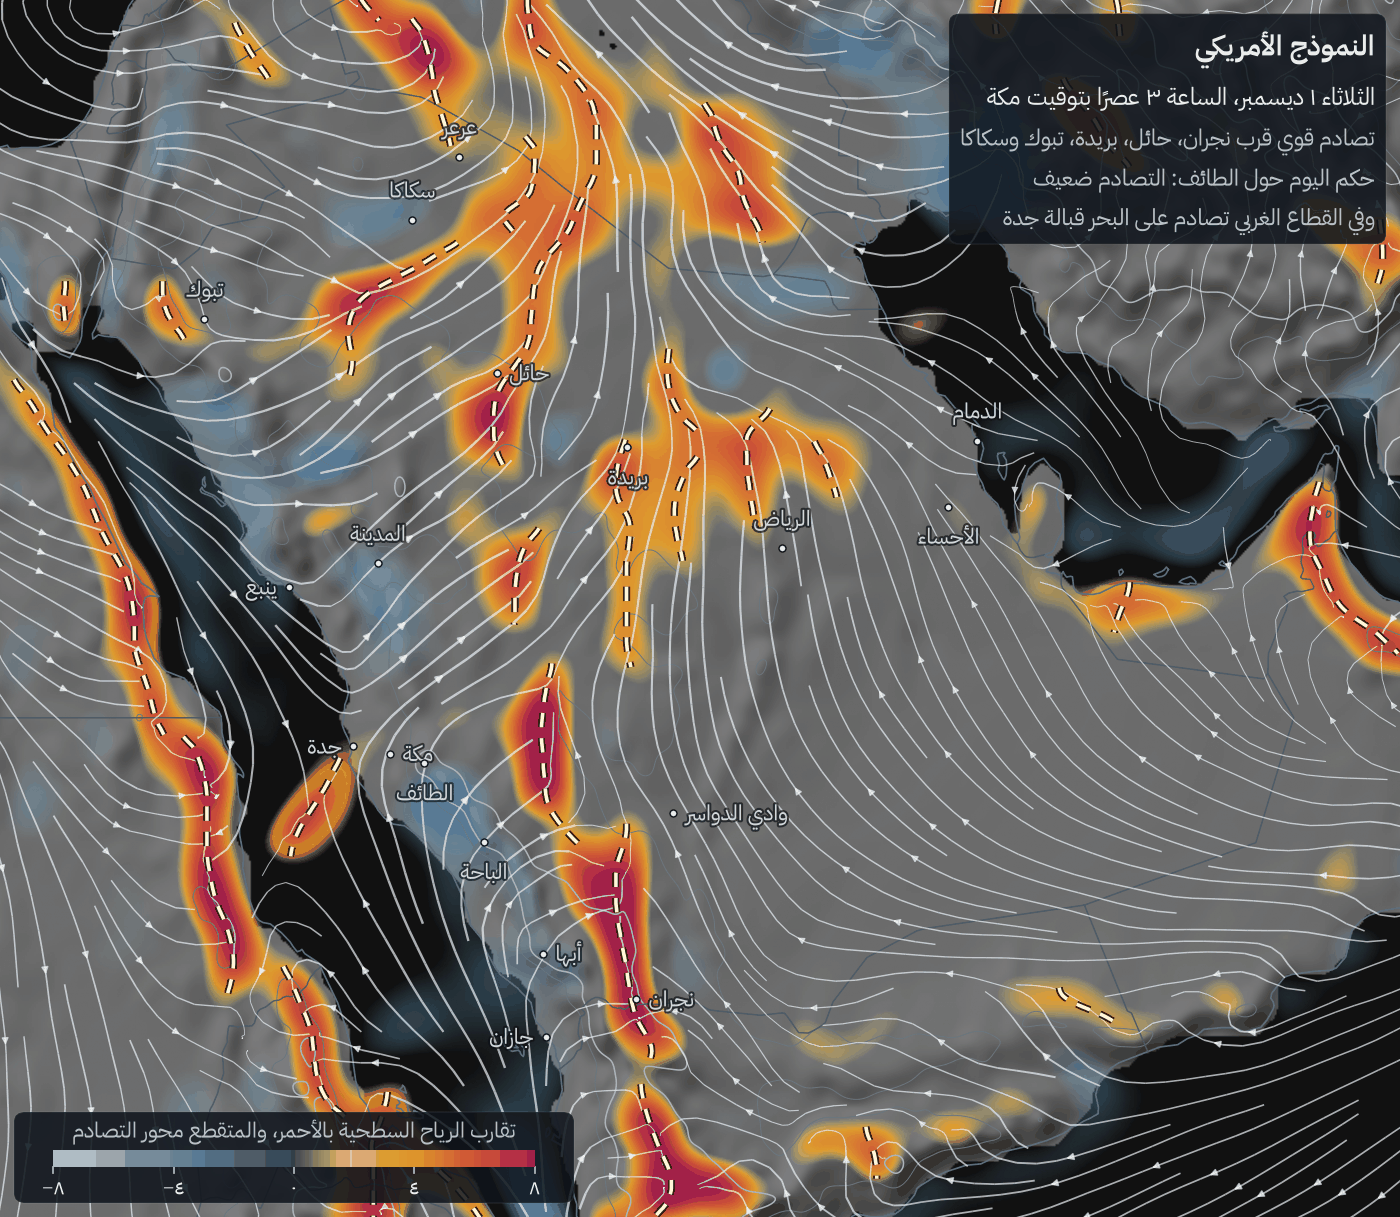 النموذج الأمريكي
الثلاثاء ١ ديسمبر، الساعة ٣ عصرًا بتوقيت مكة
تصادم قوي قرب نجران، حائل، بريدة، تبوك وسكاكا
حكم اليوم حول الطائف: التصادم ضعيف
وفي القطاع الغربي تصادم على البحر قبالة جدة
عرعر
سكاكا
تبوك
حائل
الدمام
بريدة
الرياض
الأحساء
المدينة
ينبع
جدة
مكة
الطائف
وادي الدواسر
الباحة
أبها
نجران
جازان
تقارب الرياح السطحية بالأحمر، والمتقطع محور التصادم
−٨ −٤ ٠ ٤ ٨